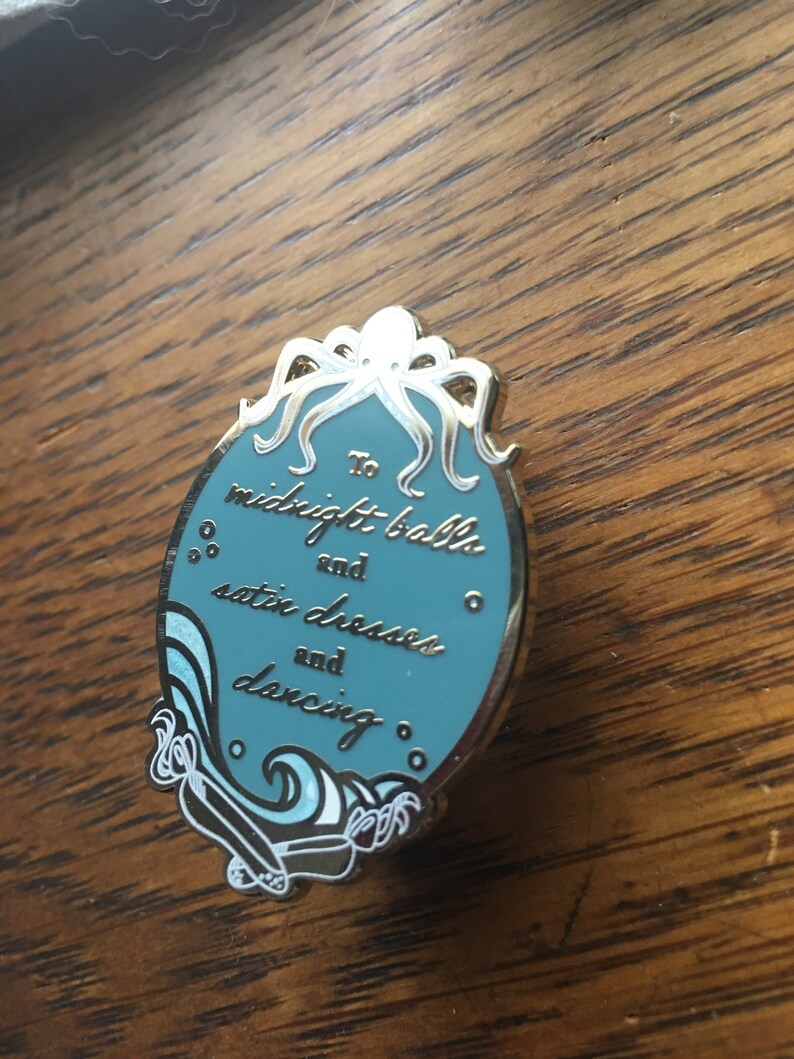 To
midnight balls
and
satin dresses
and
dancing